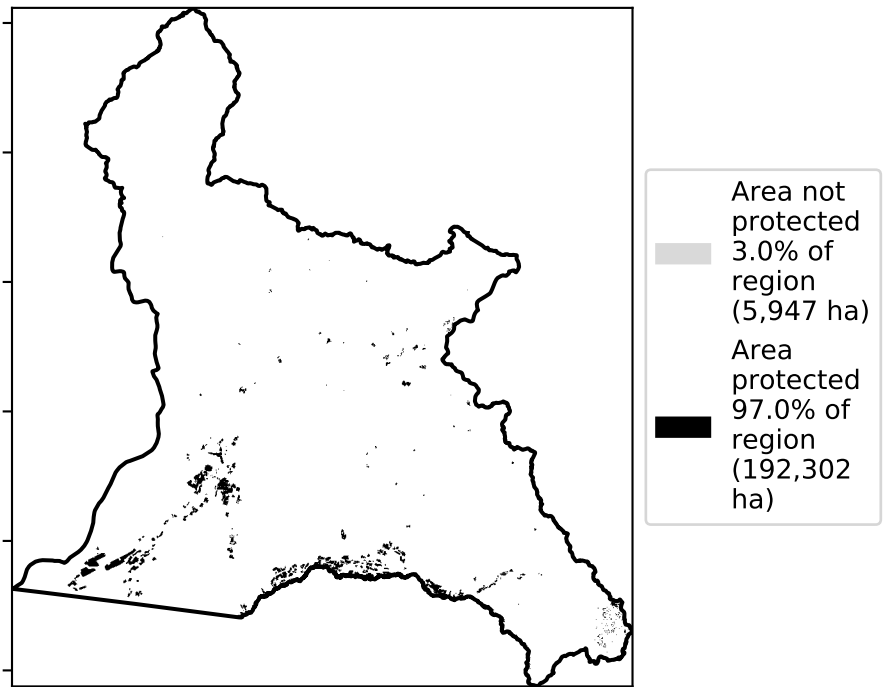 Area not
protected
3.0% of
region
(5,947 ha)
Area
protected
97.0% of
region
(192,302
ha)